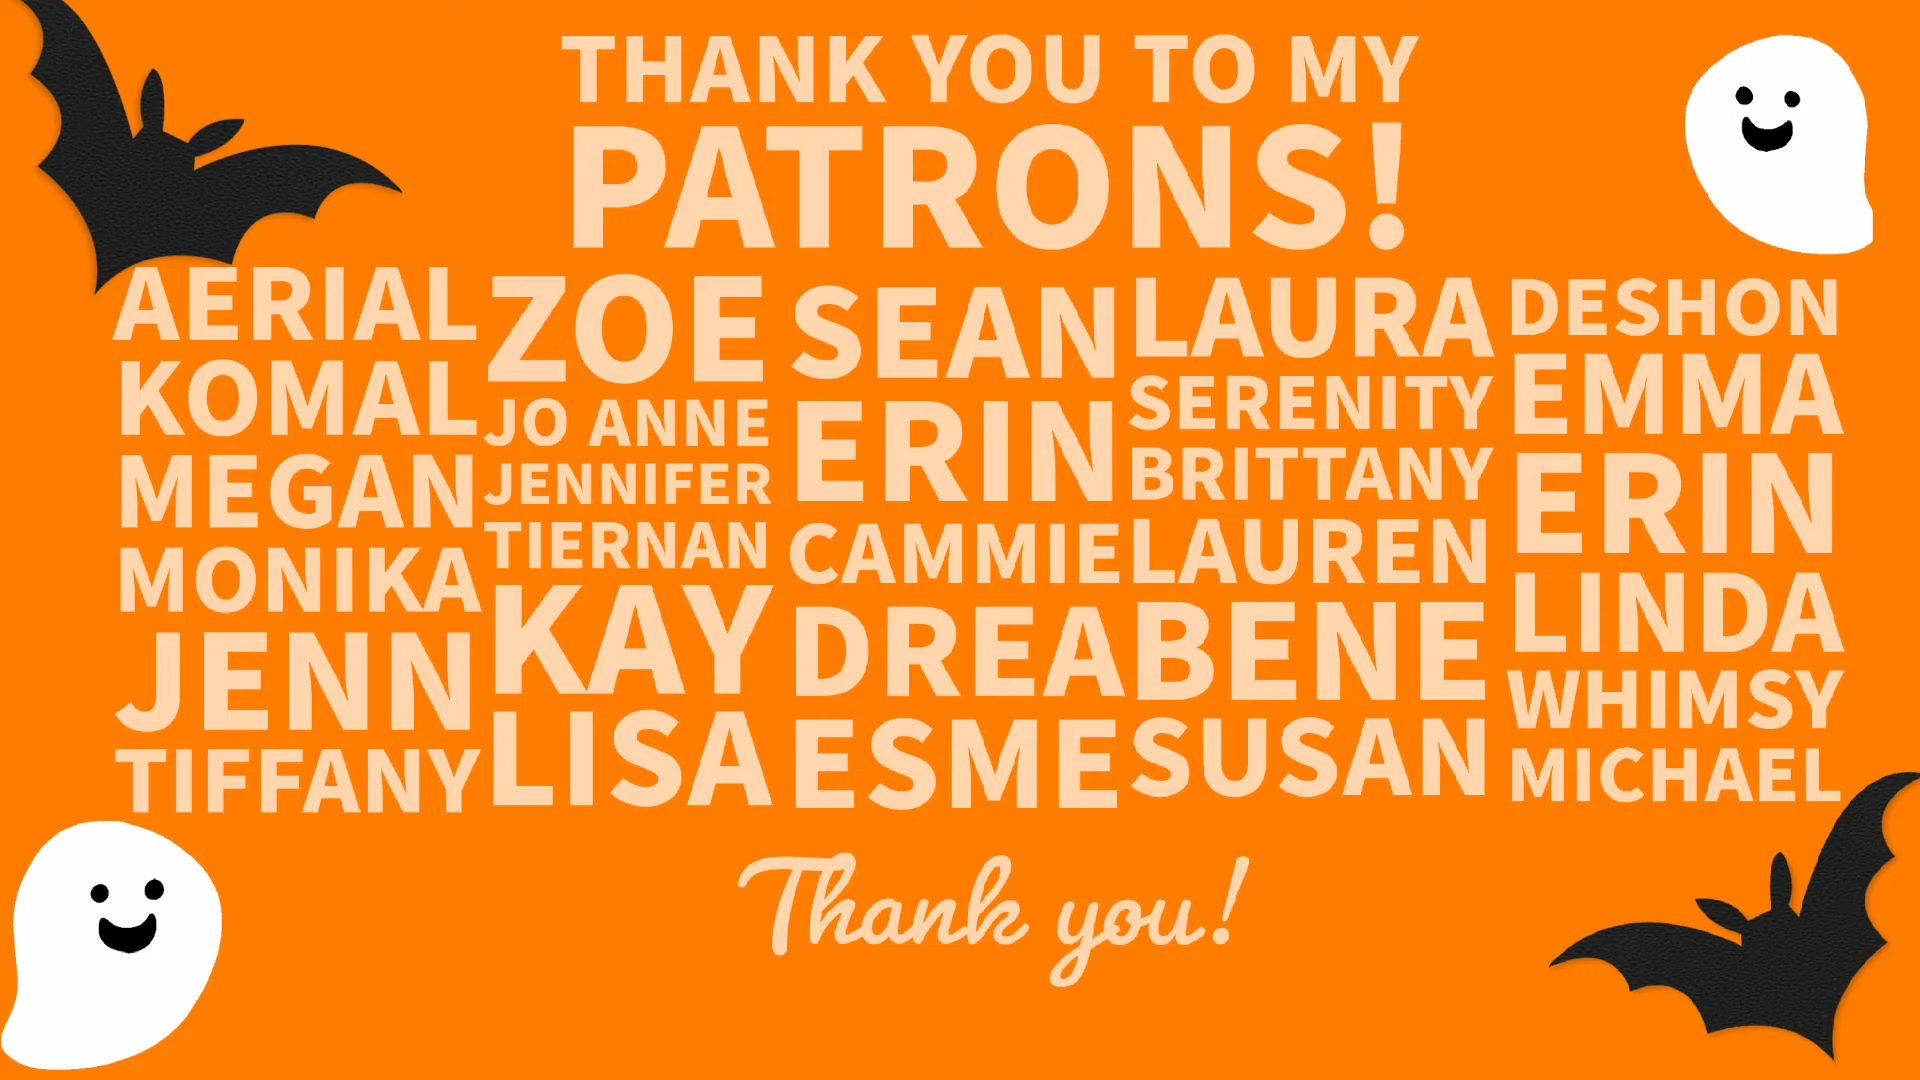 THANK YOU TO MY
PATRONS!
AERIAL
KOMAL
MEGAN
MONIKA
JENN
TIFFANY
ZOE
JO ANNE
JENNIFER
TIERNAN
KAY
LISA
SEAN
ERIN
CAMMIE
DREA
ESME
LAURA
SERENITY
BRITTANY
LAUREN
BENE
SUSAN
DESHON
EMMA
ERIN
LINDA
WHIMSY
MICHAEL
Thank you!